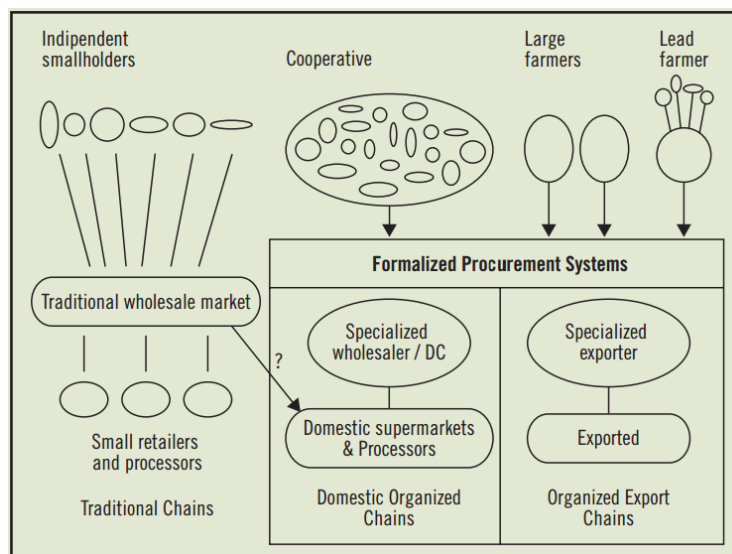 Indipendent
smallholders
Cooperative
Large
farmers
Lead
farmer
Formalized Procurement Systems
Traditional wholesale market
Specialized
wholesaler / DC
Specialized
exporter
?
Domestic supermarkets
& Processors
Exported
Small retailers
and processors
Traditional Chains
Domestic Organized
Chains
Organized Export
Chains